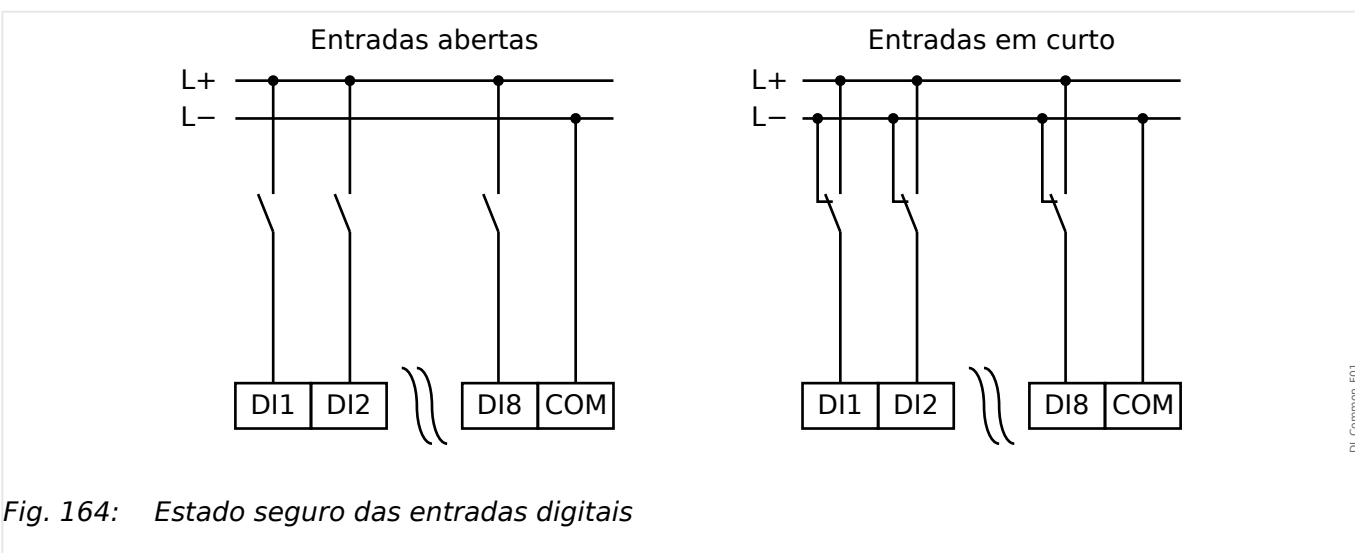 Entradas abertas
Entradas em curto
L+
L−
L+
L−
DI1 DI2 DI8 COM
DI1 DI2 DI8 COM
DI_Common_E01
Fig. 164: Estado seguro das entradas digitais